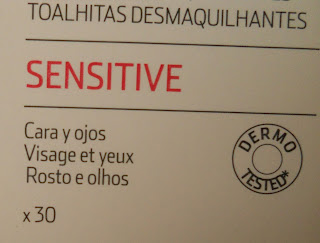 TOALHITAS DESMAQUILHANTES
SENSITIVE
Cara y ojos
Visage et yeux
Rosto e olhos
x 30
DERMO
TESTED*